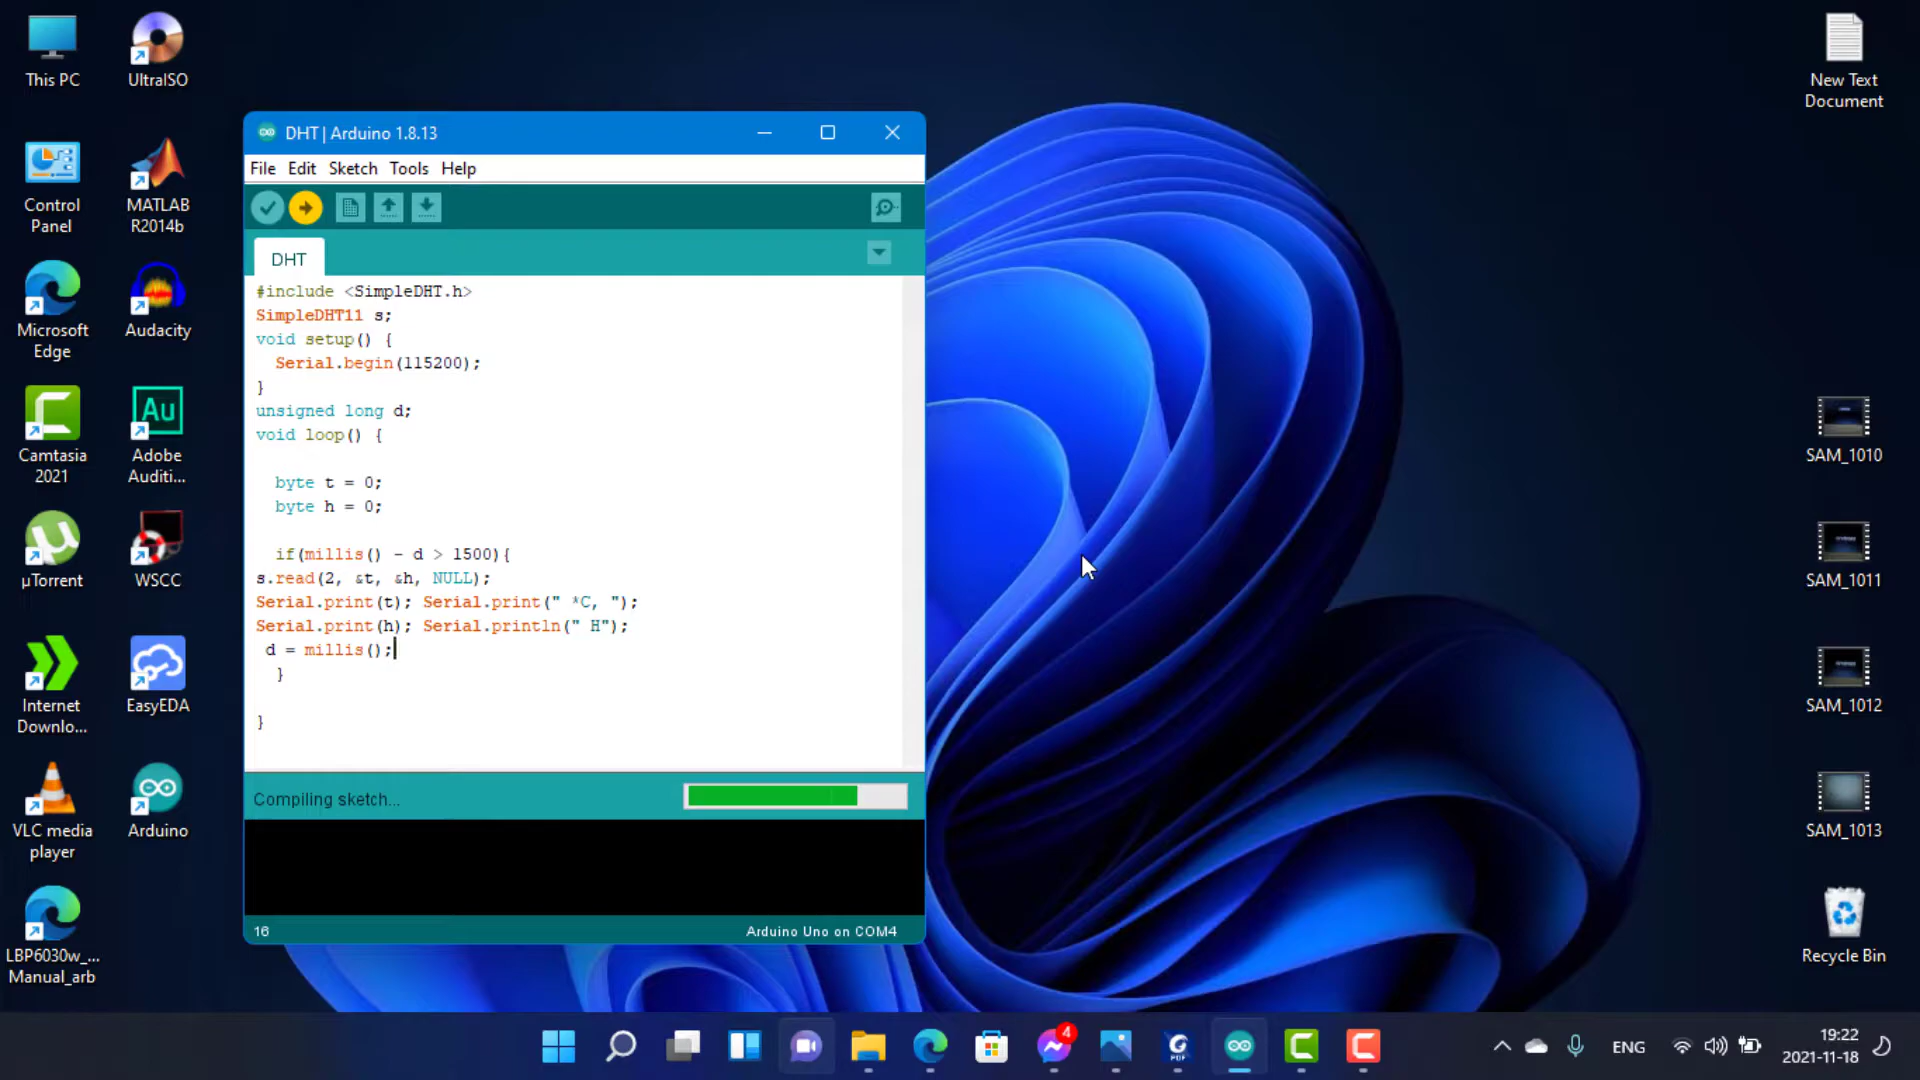 This PC
UltraISO
Control
Panel
MATLAB
R2014b
Microsoft
Edge
Audacity
Camtasia
2021
Adobe
Auditi...
µTorrent
WSCC
Internet
Downlo...
EasyEDA
VLC media
player
Arduino
LBP6030w_...
Manual_arb
DHT | Arduino 1.8.13
File Edit Sketch Tools Help
DHT
#include <SimpleDHT.h>
SimpleDHT11 s;
void setup() {
Serial.begin(115200);
}
unsigned long d;
void loop() {
byte t = 0;
byte h = 0;
if(millis() - d > 1500){
s.read(2, &t, &h, NULL);
Serial.print(t); Serial.print(" *C, ");
Serial.print(h); Serial.println(" H");
d = millis();
}
}
Compiling sketch...
16
Arduino Uno on COM4
New Text
Document
SAM_1010
SAM_1011
SAM_1012
SAM_1013
Recycle Bin
Au
4
PDF
ENG
19:22
2021-11-18